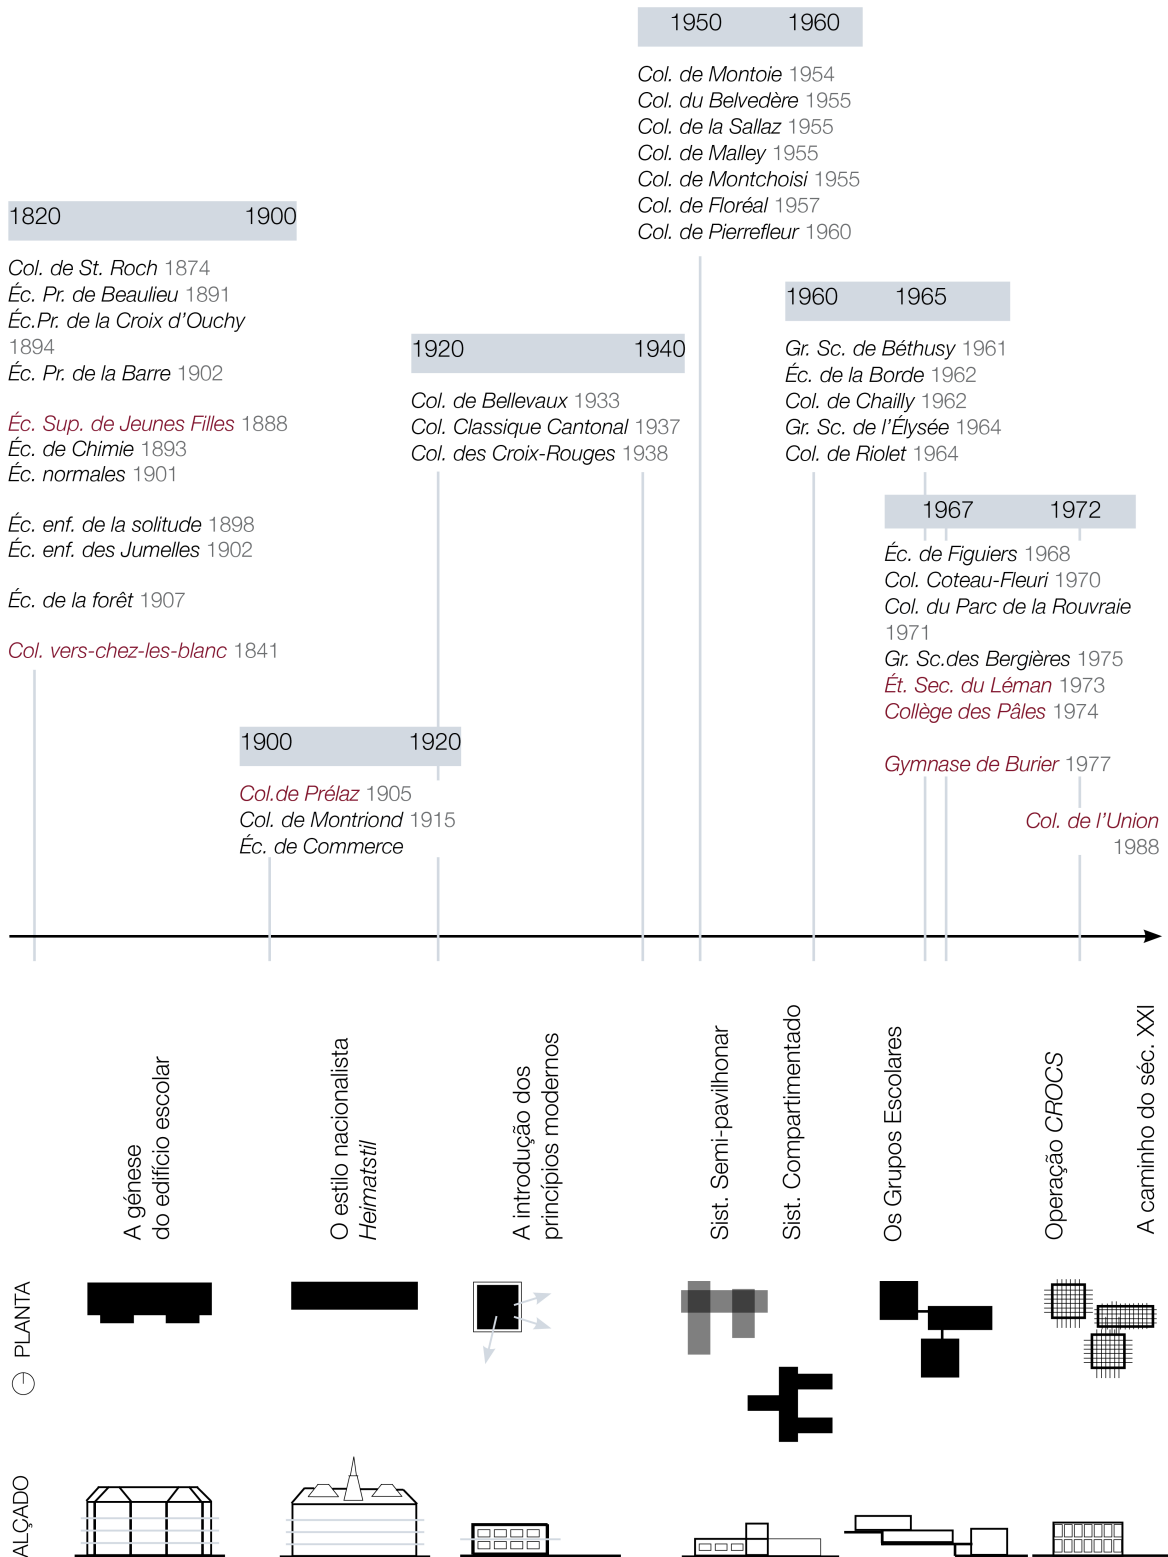 1820 1900
Col. de St. Roch 1874
Éc. Pr. de Beaulieu 1891
Éc.Pr. de la Croix d’Ouchy
1894
Éc. Pr. de la Barre 1902
Éc. Sup. de Jeunes Filles 1888
Éc. de Chimie 1893
Éc. normales 1901
Éc. enf. de la solitude 1898
Éc. enf. des Jumelles 1902
Éc. de la forêt 1907
Col. vers-chez-les-blanc 1841
1900 1920
Col.de Prélaz 1905
Col. de Montriond 1915
Éc. de Commerce
1920 1940
Col. de Bellevaux 1933
Col. Classique Cantonal 1937
Col. des Croix-Rouges 1938
1950 1960
Col. de Montoie 1954
Col. du Belvedère 1955
Col. de la Sallaz 1955
Col. de Malley 1955
Col. de Montchoisi 1955
Col. de Floréal 1957
Col. de Pierrefleur 1960
1960 1965
Gr. Sc. de Béthusy 1961
Éc. de la Borde 1962
Col. de Chailly 1962
Gr. Sc. de l’Élysée 1964
Col. de Riolet 1964
1967 1972
Éc. de Figuiers 1968
Col. Coteau-Fleuri 1970
Col. du Parc de la Rouvraie
1971
Gr. Sc.des Bergières 1975
Ét. Sec. du Léman 1973
Collège des Pâles 1974
Gymnase de Burier 1977
Col. de l’Union
1988
A génese
do edifício escolar
O estilo nacionalista
Heimatstil
A introdução dos
princípios modernos
Sist. Semi-pavilhonar
Sist. Compartimentado
Os Grupos Escolares
Operação CROCS
A caminho do séc. XXI
PLANTA
ALÇADO